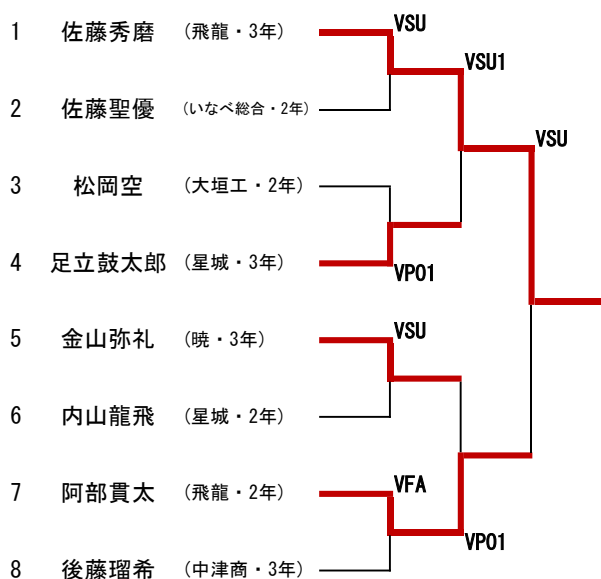 1 佐藤秀磨 (飛龍・3年) VSU
VSU1
2 佐藤聖優 (いなべ総合・2年)
VSU
3 松岡空 (大垣工・2年)
4 足立鼓太郎 (星城・3年) VPO1
5 金山弥礼 (暁・3年) VSU
6 内山龍飛 (星城・2年)
7 阿部貫太 (飛龍・2年) VFA
VPO1
8 後藤瑠希 (中津商・3年)